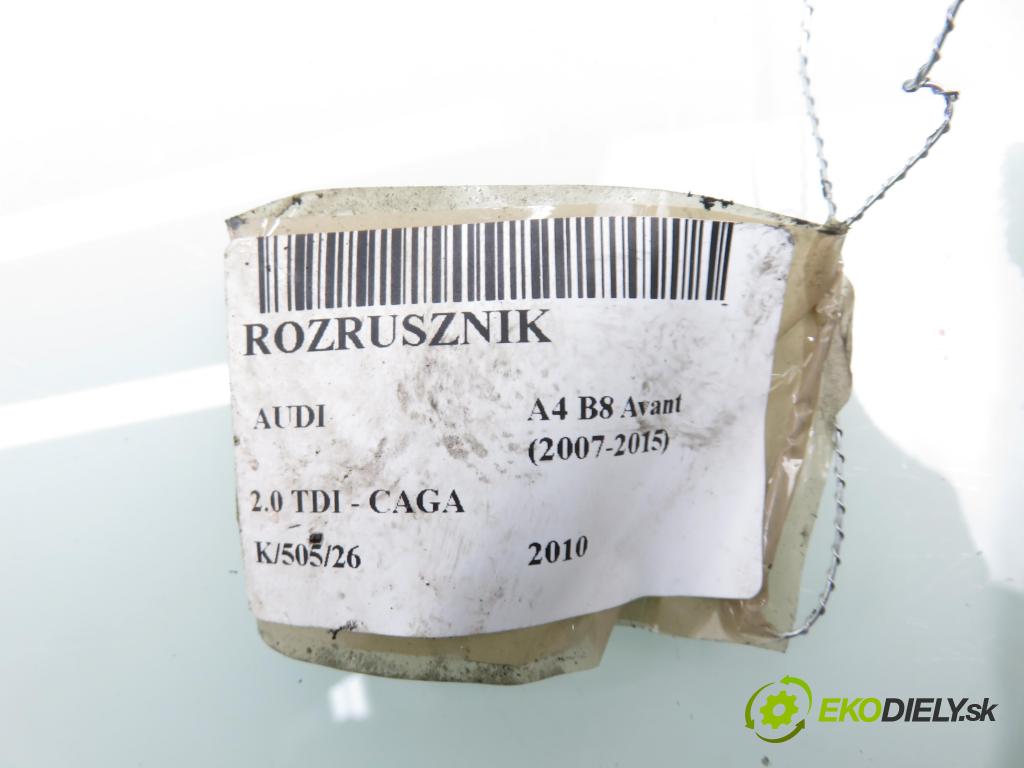 ROZRUSZNIK
AUDI A4 B8 Avant
(2007-2015)
2.0 TDI - CAGA
K/505/26 2010
EKODIELY.sk